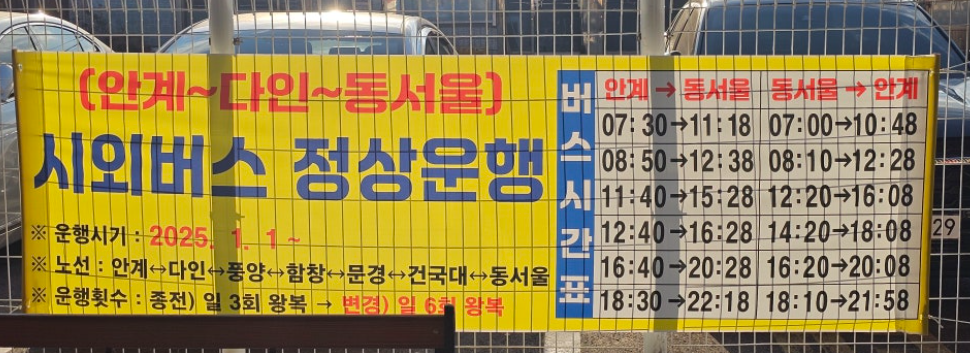 (안계~다인~동서울)
시외버스 정상운행
※ 운행시기 : 2025. 1. 1 ~
※ 노선 : 안계↔다인↔풍양↔함창↔문경↔건국대↔동서울
※ 운행횟수 : 종전) 일 3회 왕복 → 변경) 일 6회 왕복
버스시간표
안계 → 동서울 동서울 → 안계
07:30→11:18 07:00→10:48
08:50→12:38 08:10→12:28
11:40→15:28 12:20→16:08
12:40→16:28 14:20→18:08
16:40→20:28 16:20→20:08
18:30→22:18 18:10→21:58
29